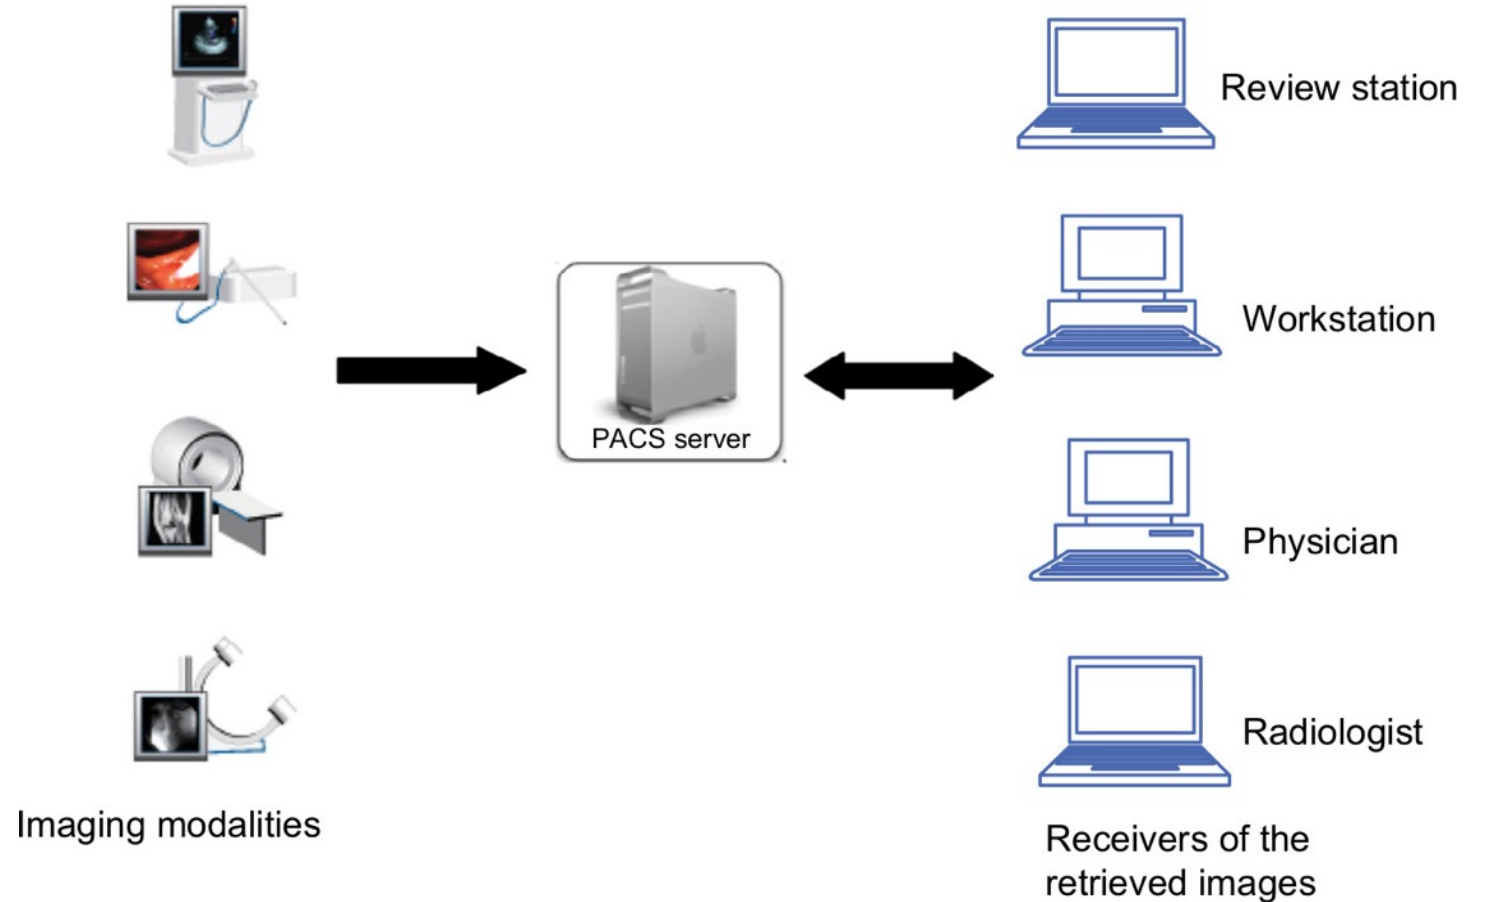 Review station
Workstation
PACS server
Physician
Radiologist
Imaging modalities
Receivers of the
retrieved images